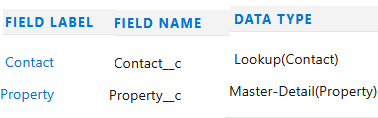 FIELD LABEL FIELD NAME DATA TYPE
Contact Contact__c Lookup(Contact)
Property Property__c Master-Detail(Property)